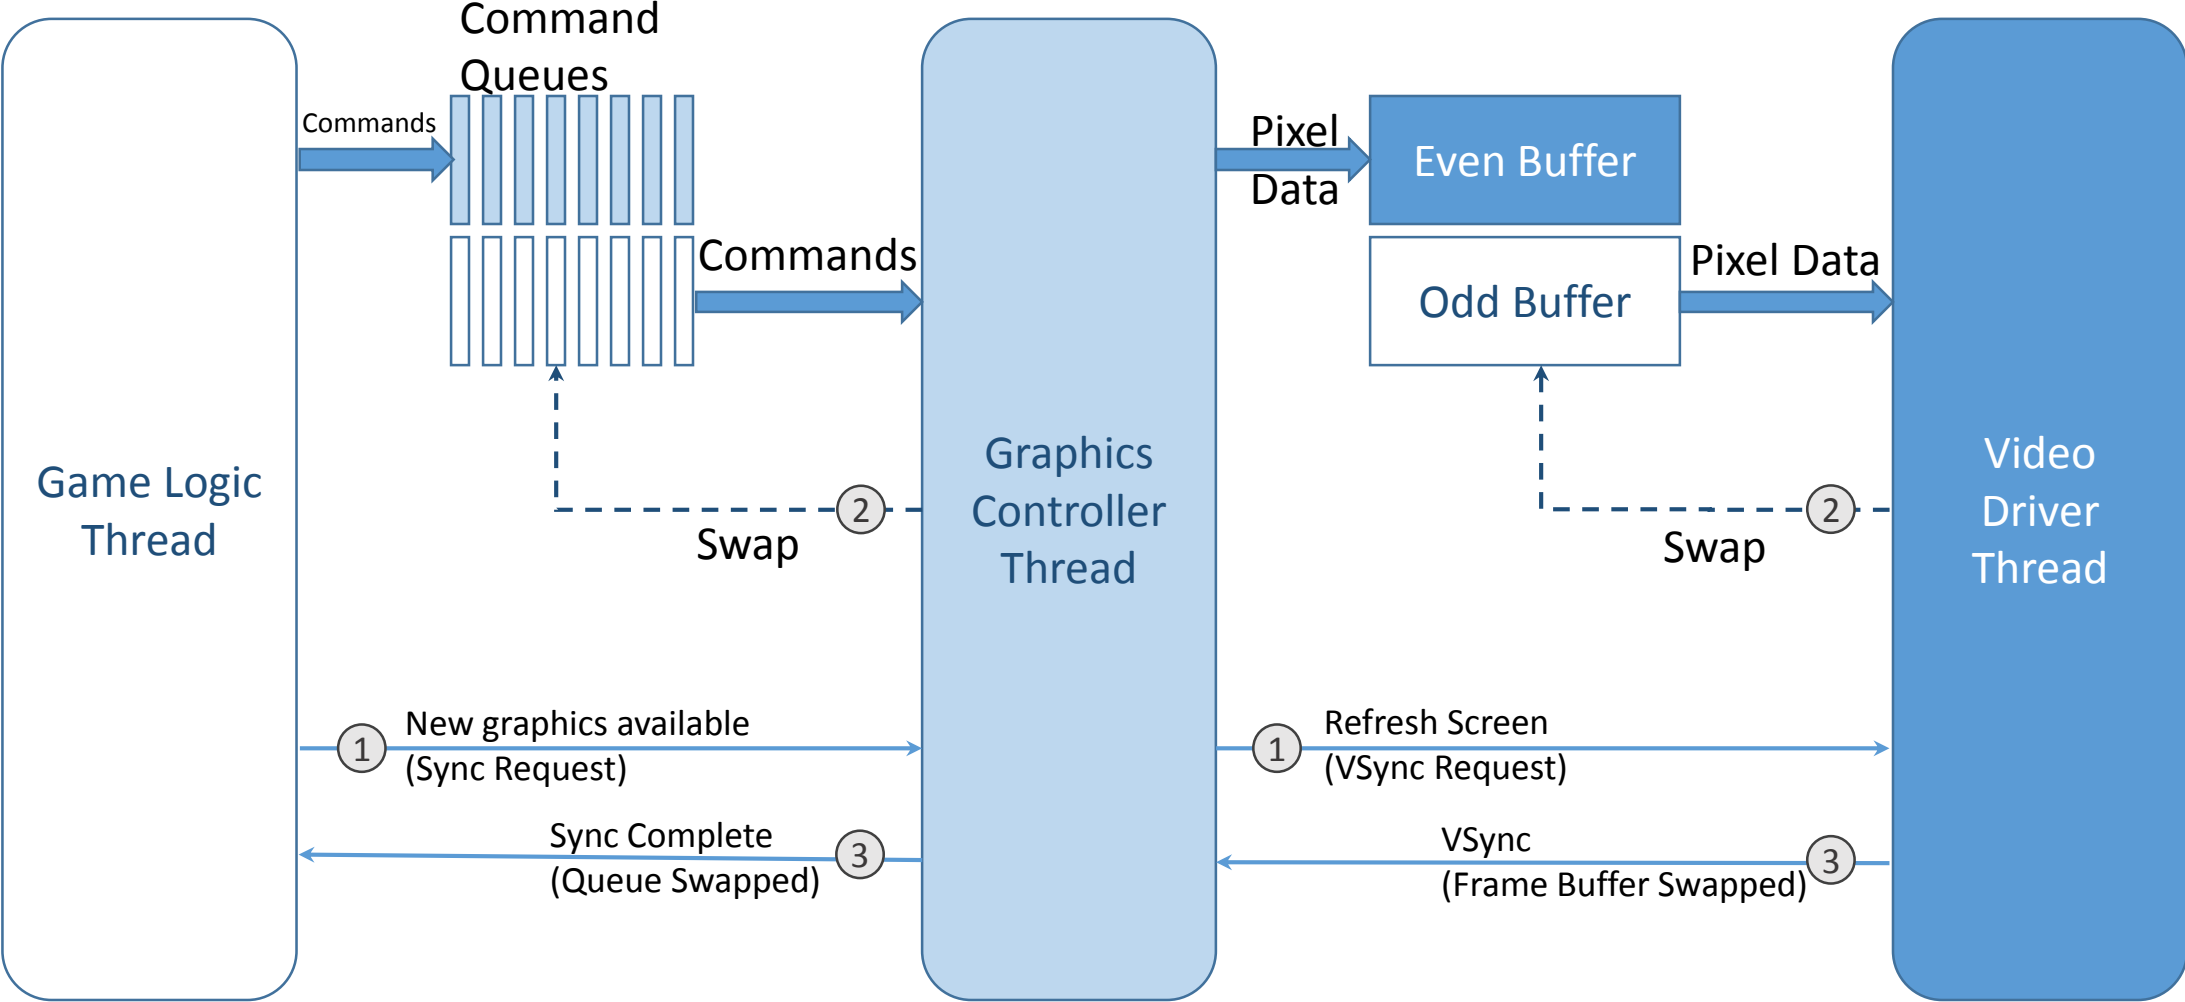 Command
Queues
Commands
Commands
Pixel
Data
Even Buffer
Odd Buffer
Pixel Data
Game Logic
Thread
Graphics
Controller
Thread
Video
Driver
Thread
2
Swap
2
Swap
1
New graphics available
(Sync Request)
1
Refresh Screen
(VSync Request)
Sync Complete
(Queue Swapped)
3
VSync
(Frame Buffer Swapped)
3